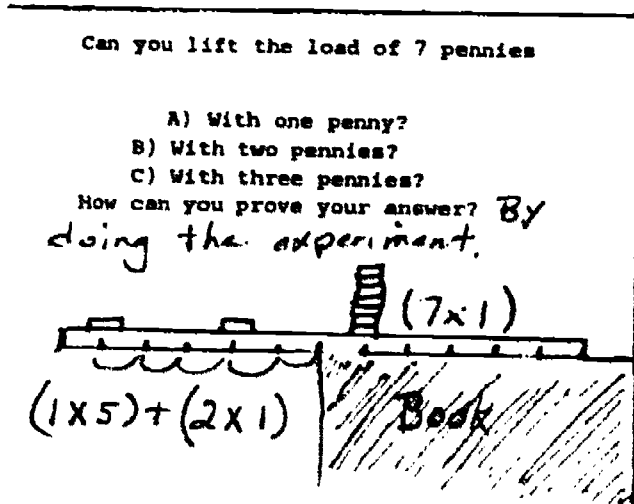 Can you lift the load of 7 pennies
A) With one penny?
B) With two pennies?
C) With three pennies?
How can you prove your answer? By
doing the experiment.
(7x1)
(1x5)+(2x1)
Book